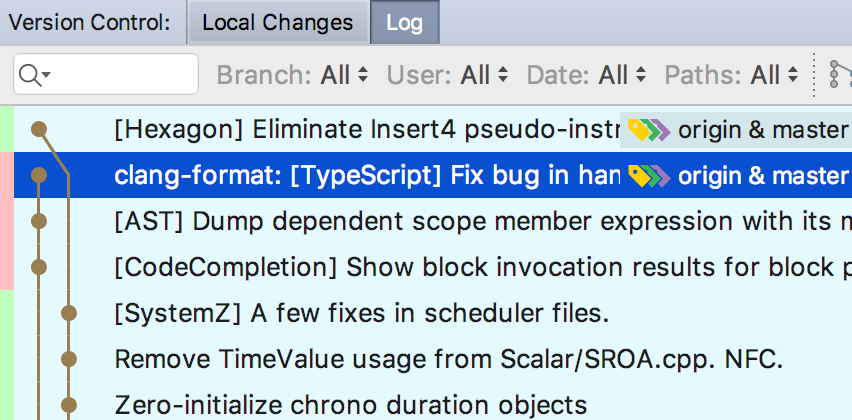 Version Control: Local Changes Log
Branch: All User: All Date: All Paths: All
[Hexagon] Eliminate Insert4 pseudo-instr origin & master
clang-format: [TypeScript] Fix bug in han origin & master
[AST] Dump dependent scope member expression with its
[CodeCompletion] Show block invocation results for block
[SystemZ] A few fixes in scheduler files.
Remove TimeValue usage from Scalar/SROA.cpp. NFC.
Zero-initialize chrono duration objects